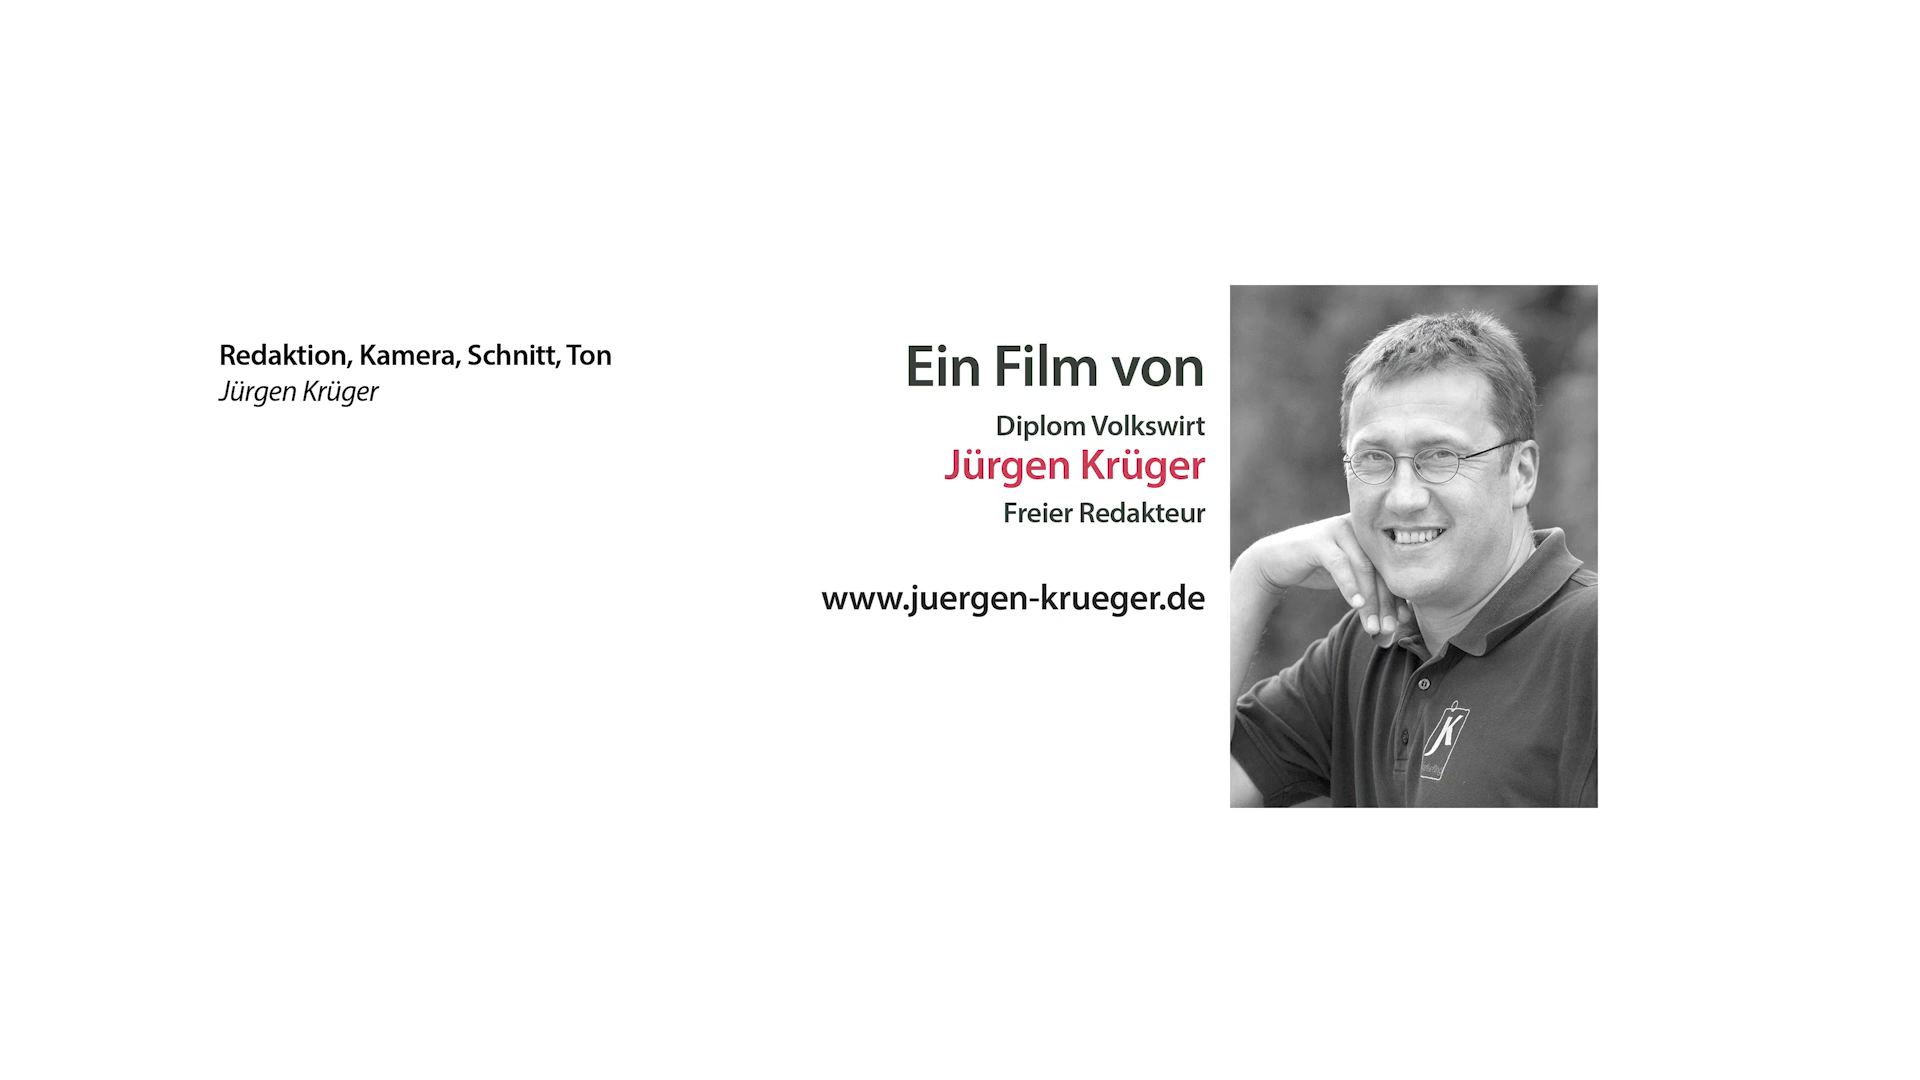 Redaktion, Kamera, Schnitt, Ton
Jürgen Krüger
Ein Film von
Diplom Volkswirt
Jürgen Krüger
Freier Redakteur
www.juergen-krueger.de
JK